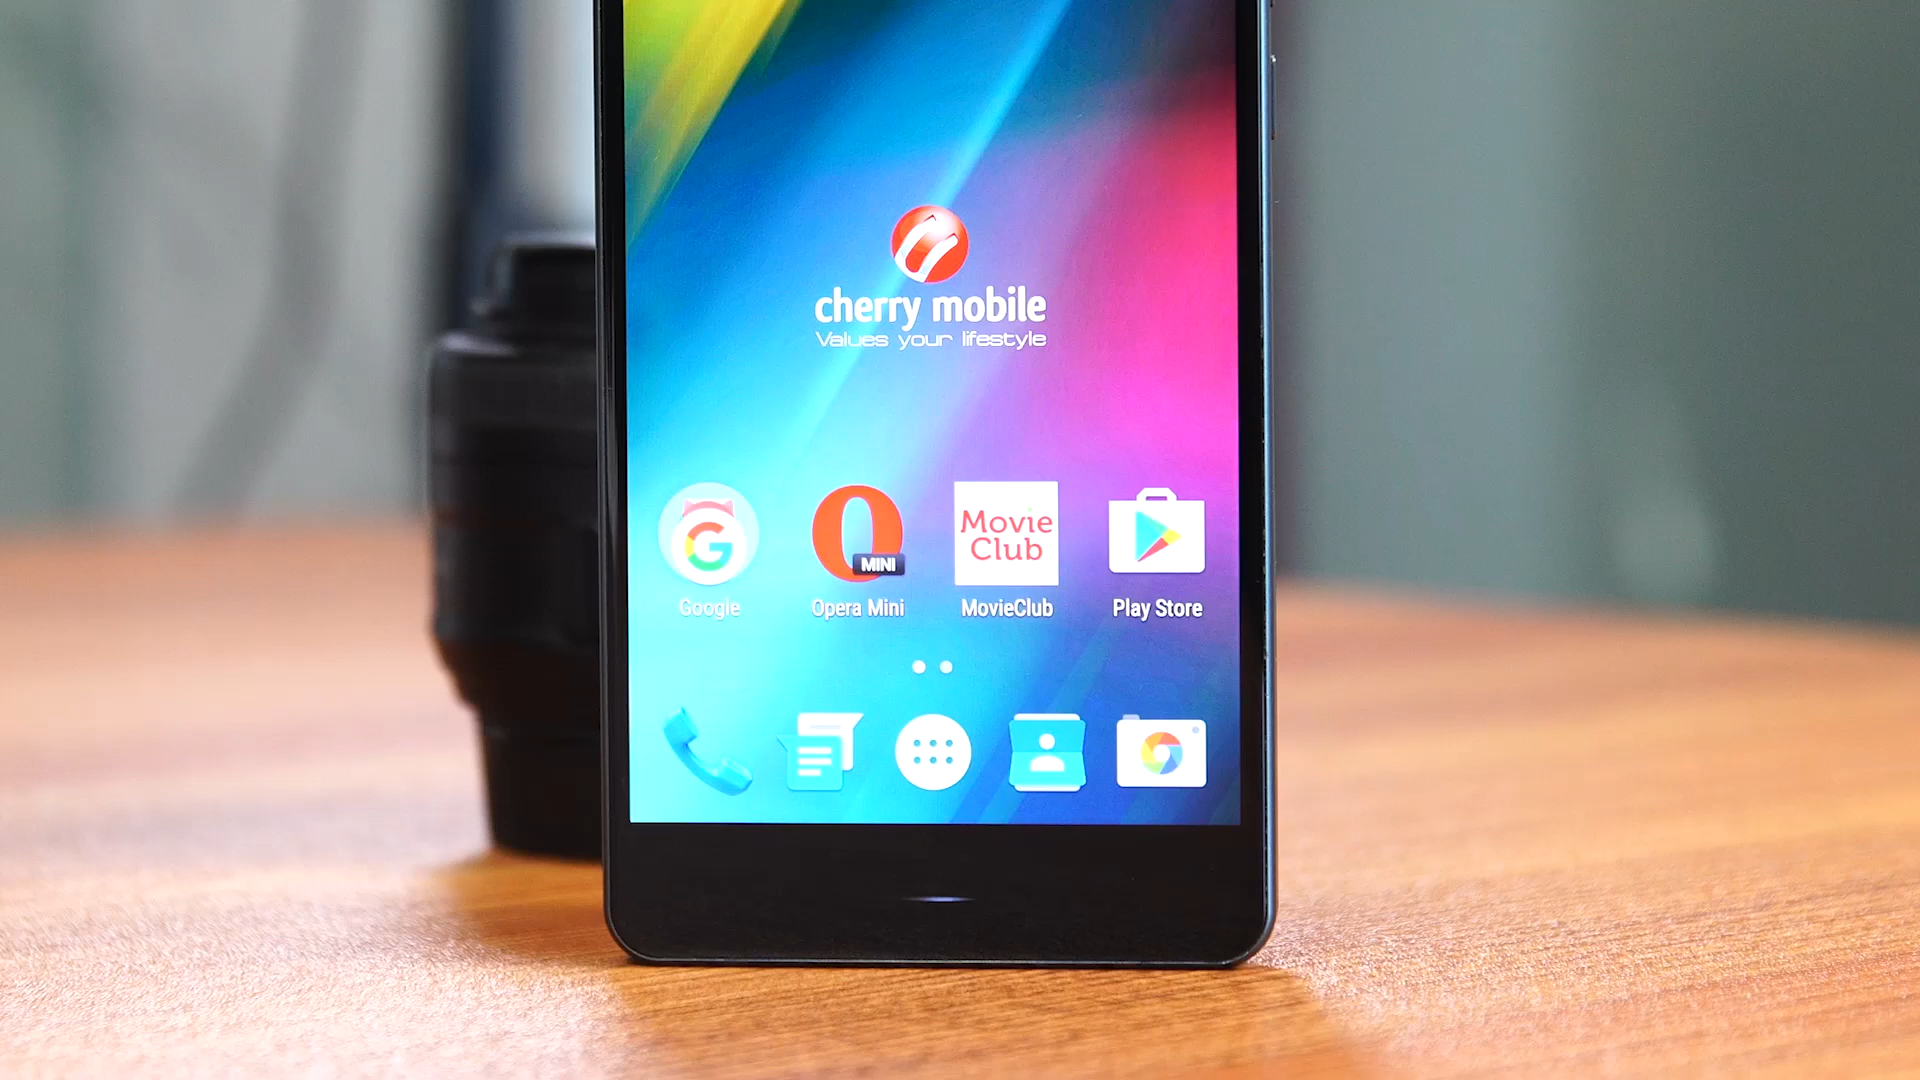 cherry mobile
Values your lifestyle
G
MINI
Movie
Club
Google
Opera Mini
MovieClub
Play Store